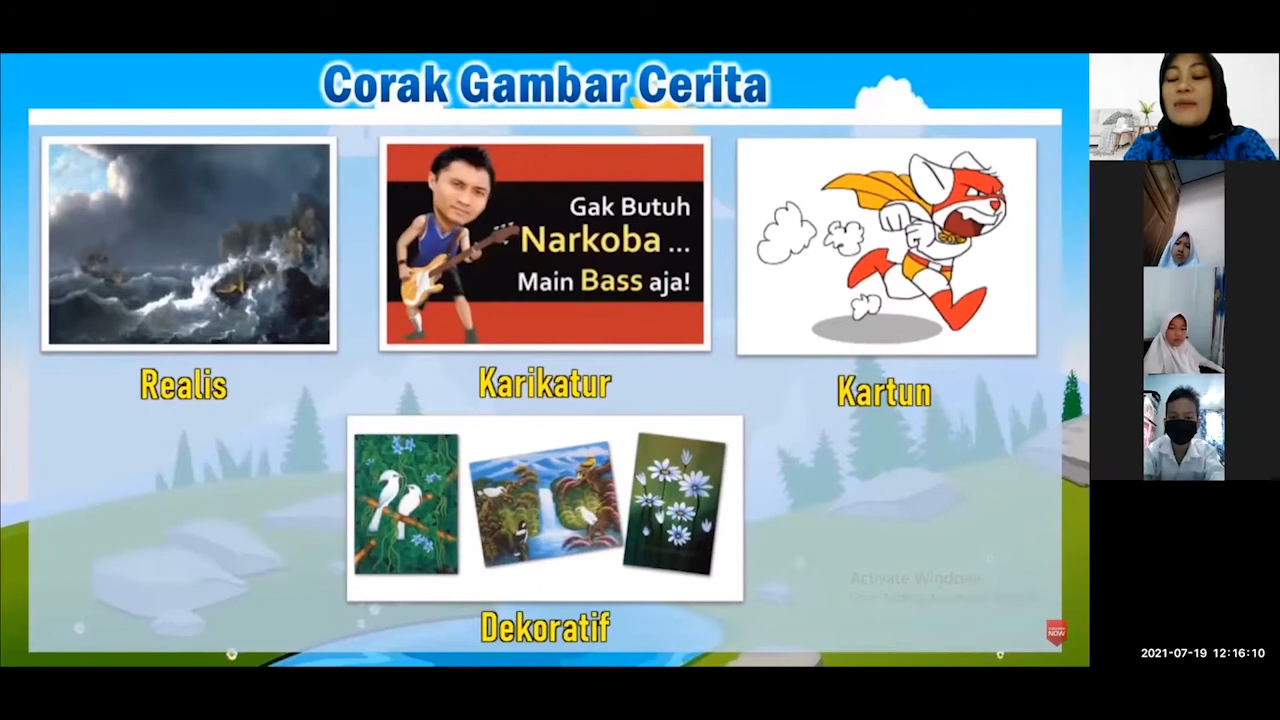 Corak Gambar Cerita
Gak Butuh
Narkoba ...
Main Bass aja!
Realis
Karikatur
Kartun
Dekoratif
Activate Windows
NOW
2021-07-19 12:16:10